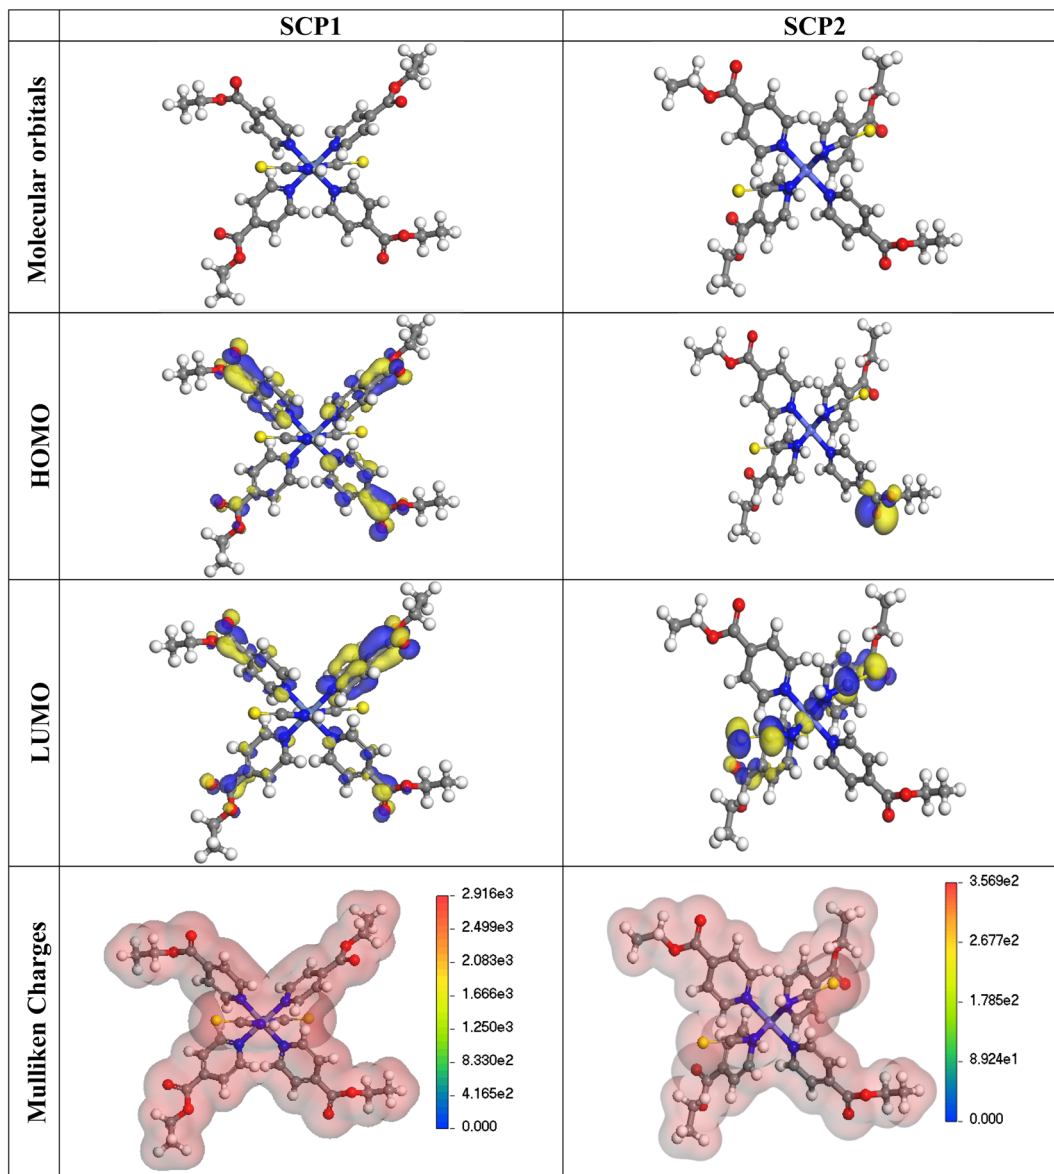 SCP1
SCP2
Molecular orbitals
HOMO
LUMO
Mulliken Charges
2.916e3
2.499e3
2.083e3
1.666e3
1.250e3
8.330e2
4.165e2
0.000
3.569e2
2.677e2
1.785e2
8.924e1
0.000